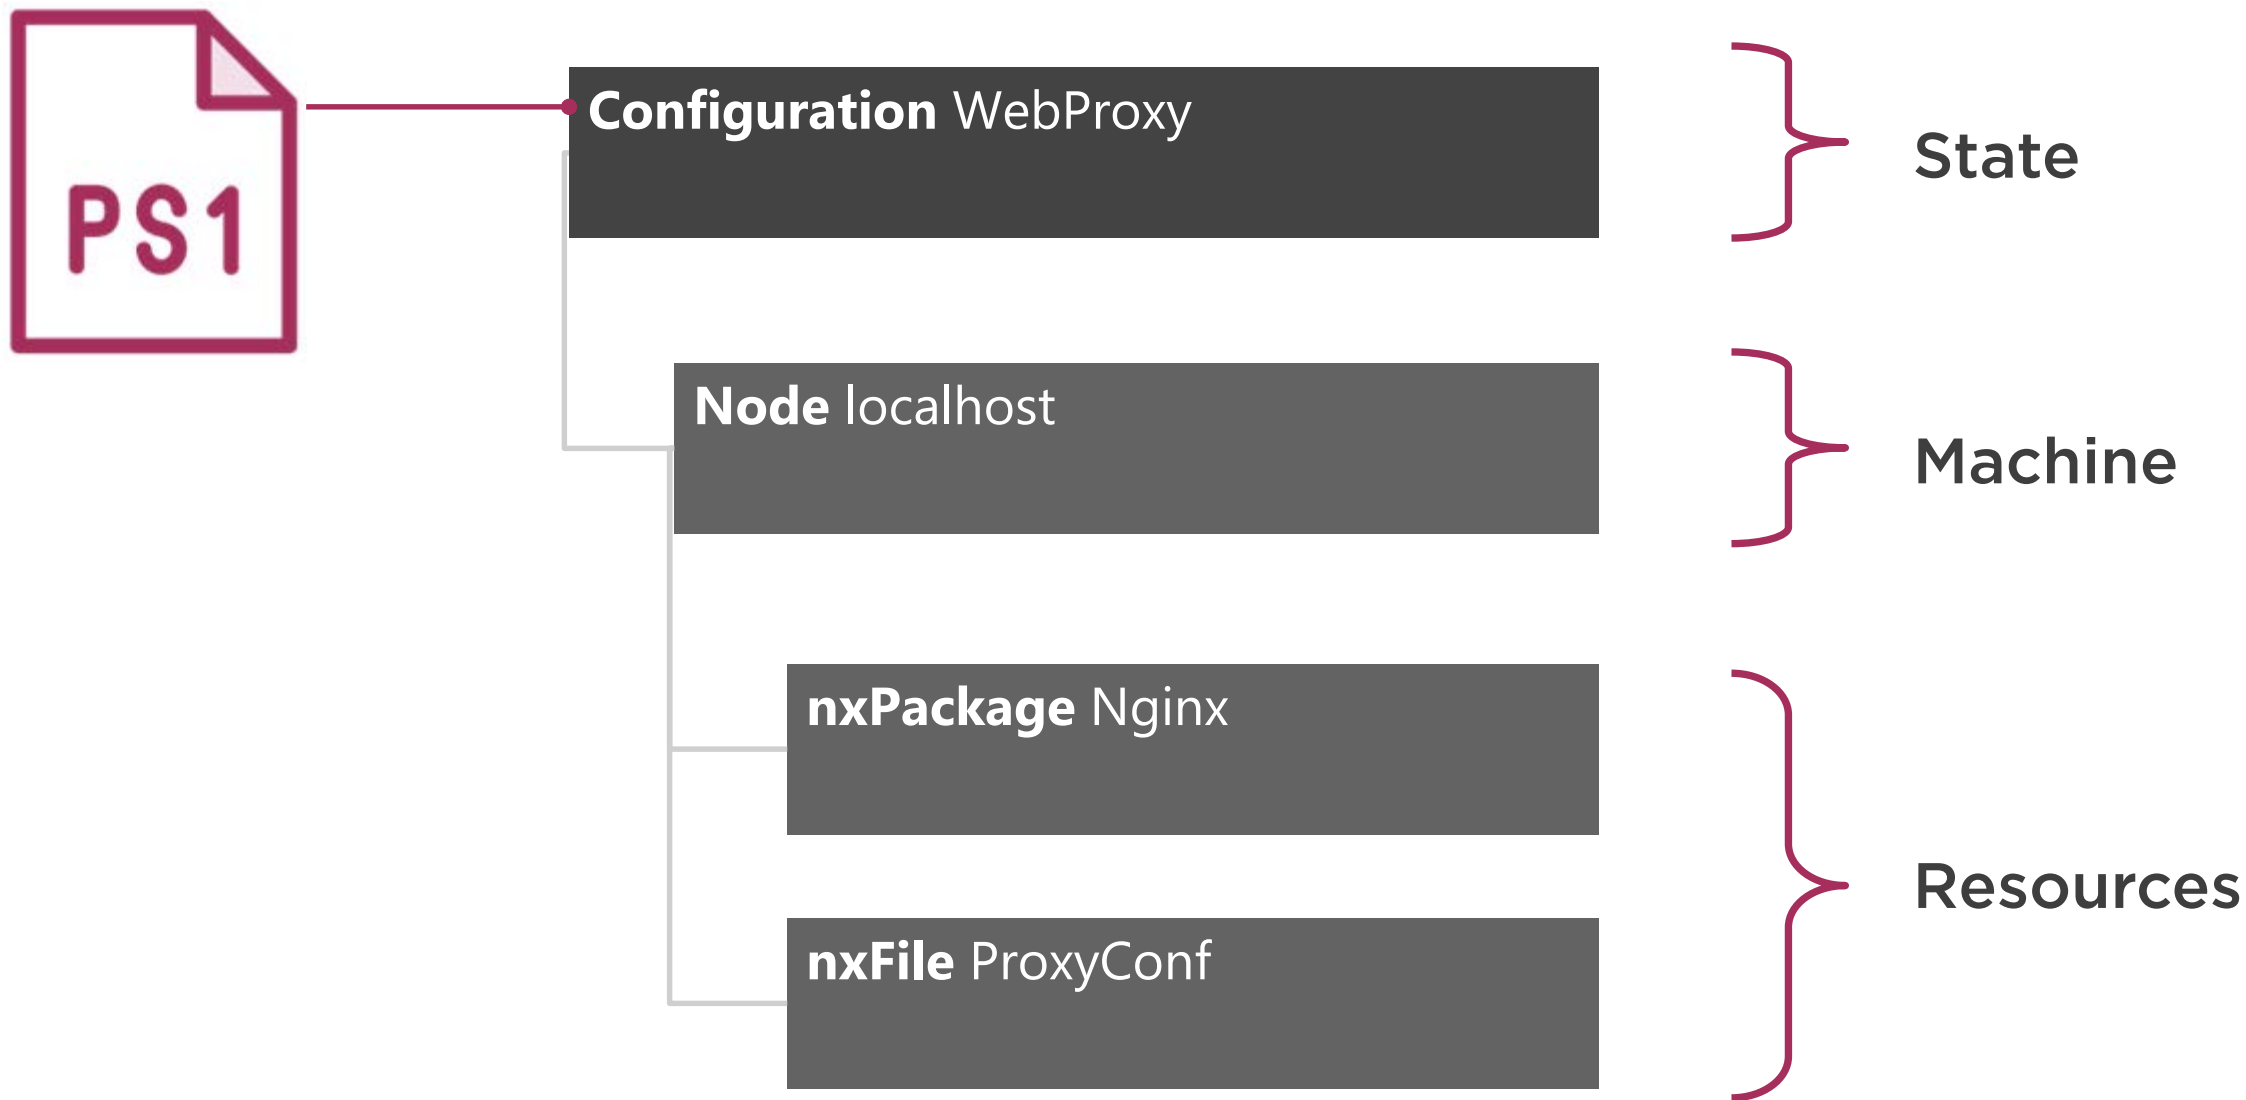 PS1
Configuration WebProxy
State
Node localhost
Machine
nxPackage Nginx
Resources
nxFile ProxyConf